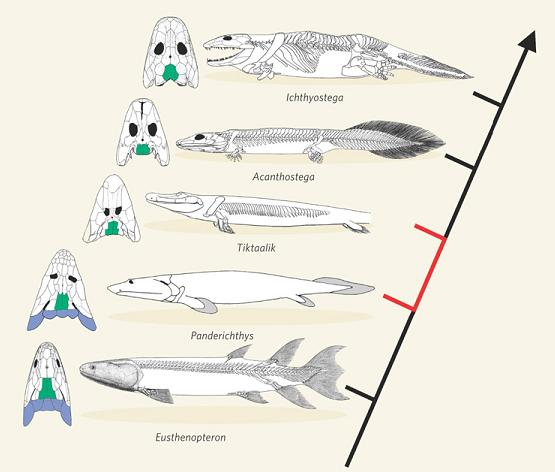 Ichthyostega
Acanthostega
Tiktaalik
Panderichthys
Eusthenopteron